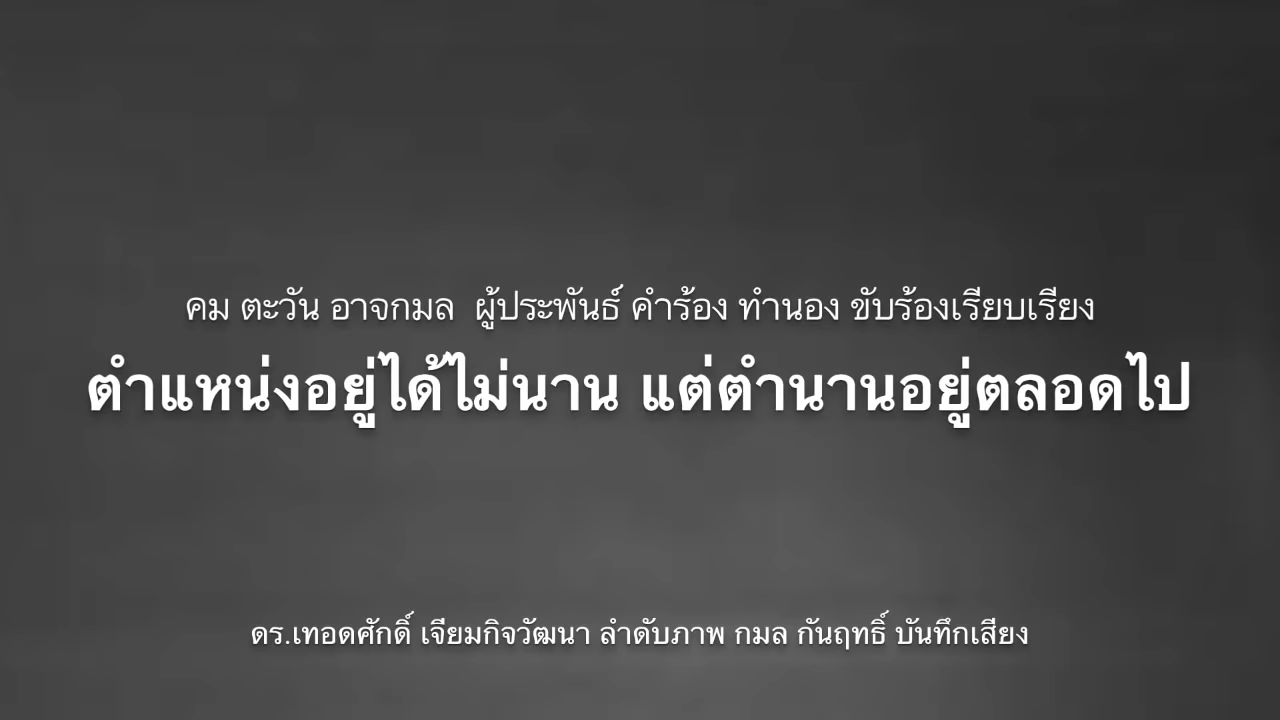 คม ตะวัน อาจกมล ผู้ประพันธ์ คำร้อง ทำนอง ขับร้องเรียบเรียง
ตำแหน่งอยู่ได้ไม่นาน แต่ตำนานอยู่ตลอดไป
ดร.เทอดศักดิ์ เจียมกิจวัฒนา ลำดับภาพ กมล กันฤทธิ์ บันทึกเสียง